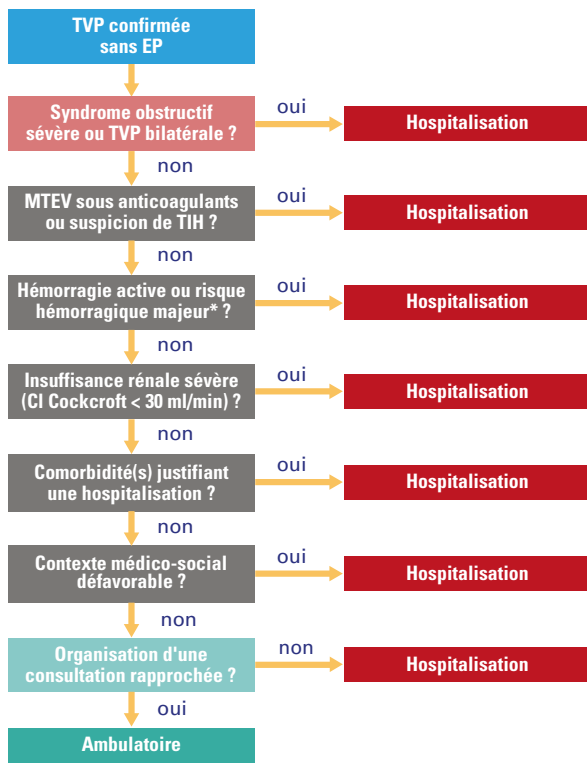 TVP confirmée
sans EP
Syndrome obstructif
sévère ou TVP bilatérale ?
oui
Hospitalisation
non
MTEV sous anticoagulants
ou suspicion de TIH ?
oui
Hospitalisation
non
Hémorragie active ou risque
hémorragique majeur* ?
oui
Hospitalisation
non
Insuffisance rénale sévère
(CI Cockcroft < 30 ml/min) ?
oui
Hospitalisation
non
Comorbidité(s) justifiant
une hospitalisation ?
oui
Hospitalisation
non
Contexte médico-social
défavorable ?
oui
Hospitalisation
non
Organisation d'une
consultation rapprochée ?
non
Hospitalisation
oui
Ambulatoire